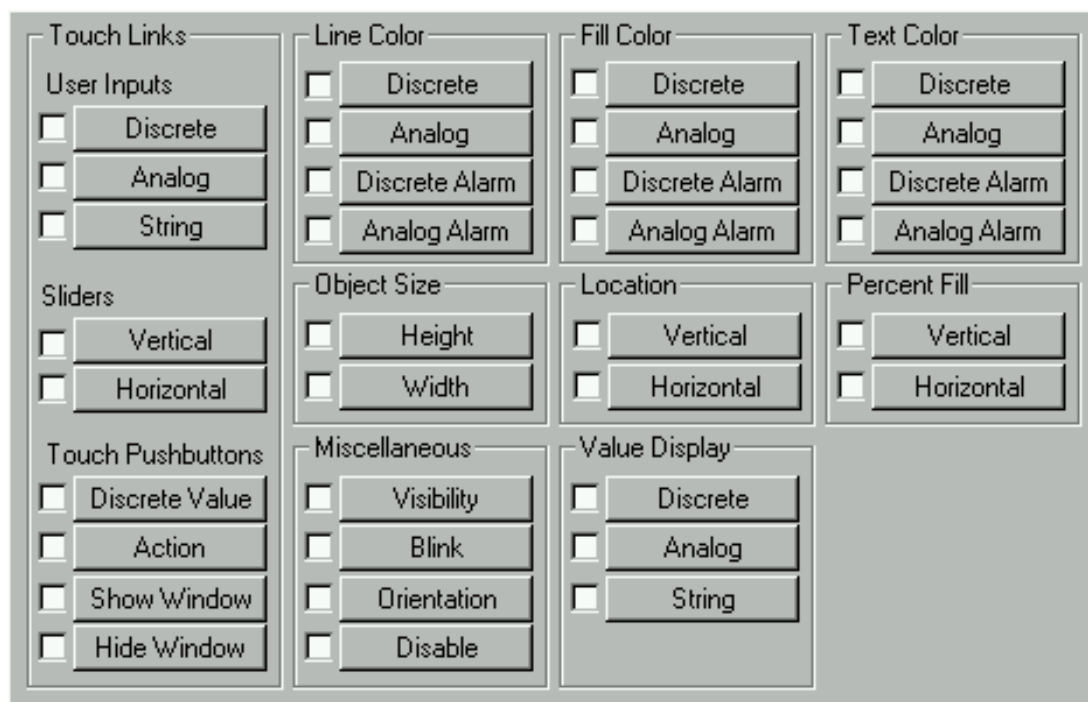 Touch Links
User Inputs
Discrete
Analog
String
Sliders
Vertical
Horizontal
Touch Pushbuttons
Discrete Value
Action
Show Window
Hide Window
Line Color
Discrete
Analog
Discrete Alarm
Analog Alarm
Fill Color
Discrete
Analog
Discrete Alarm
Analog Alarm
Text Color
Discrete
Analog
Discrete Alarm
Analog Alarm
Object Size
Height
Width
Location
Vertical
Horizontal
Percent Fill
Vertical
Horizontal
Miscellaneous
Visibility
Blink
Orientation
Disable
Value Display
Discrete
Analog
String